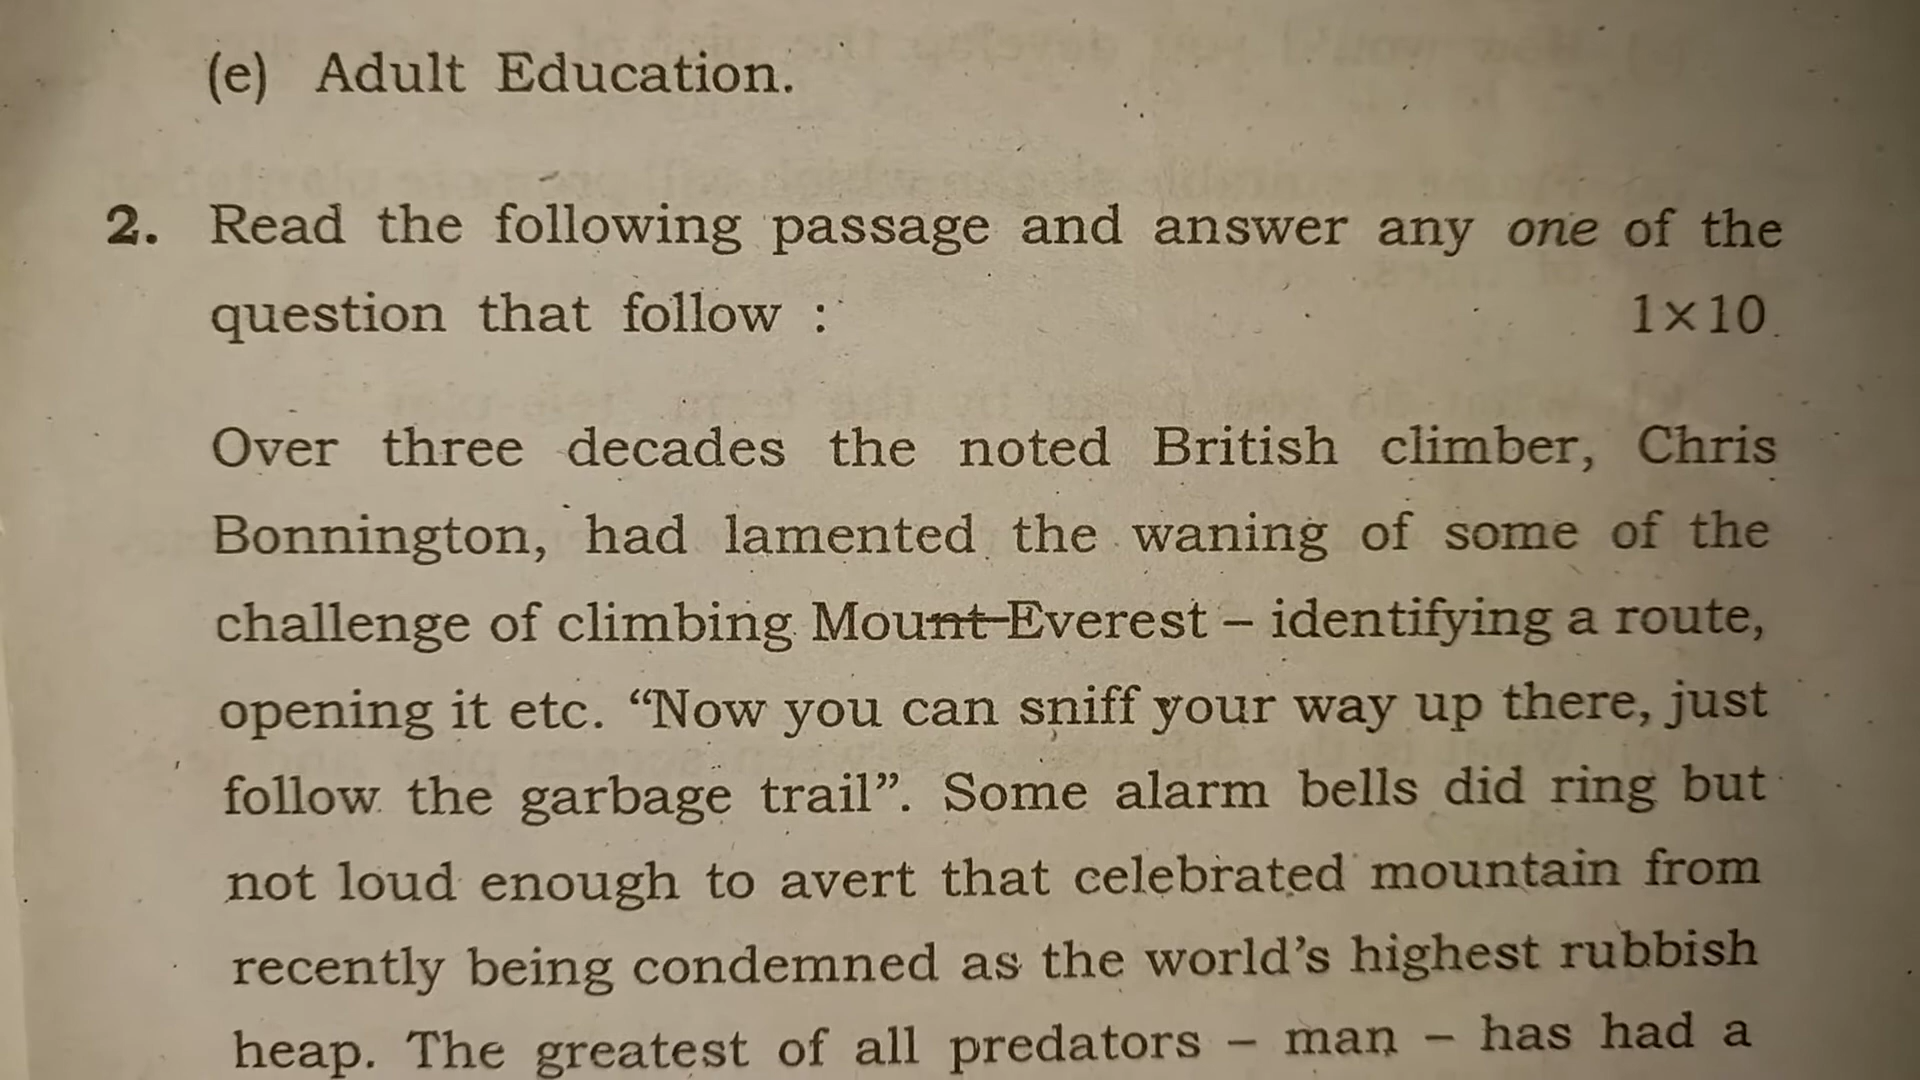 (e) Adult Education.
2. Read the following passage and answer any one of the
question that follow : 1×10
Over three decades the noted British climber, Chris
Bonnington, had lamented the waning of some of the
challenge of climbing Mount Everest – identifying a route,
opening it etc. “Now you can sniff your way up there, just
follow the garbage trail”. Some alarm bells did ring but
not loud enough to avert that celebrated mountain from
recently being condemned as the world’s highest rubbish
heap. The greatest of all predators – man – has had a